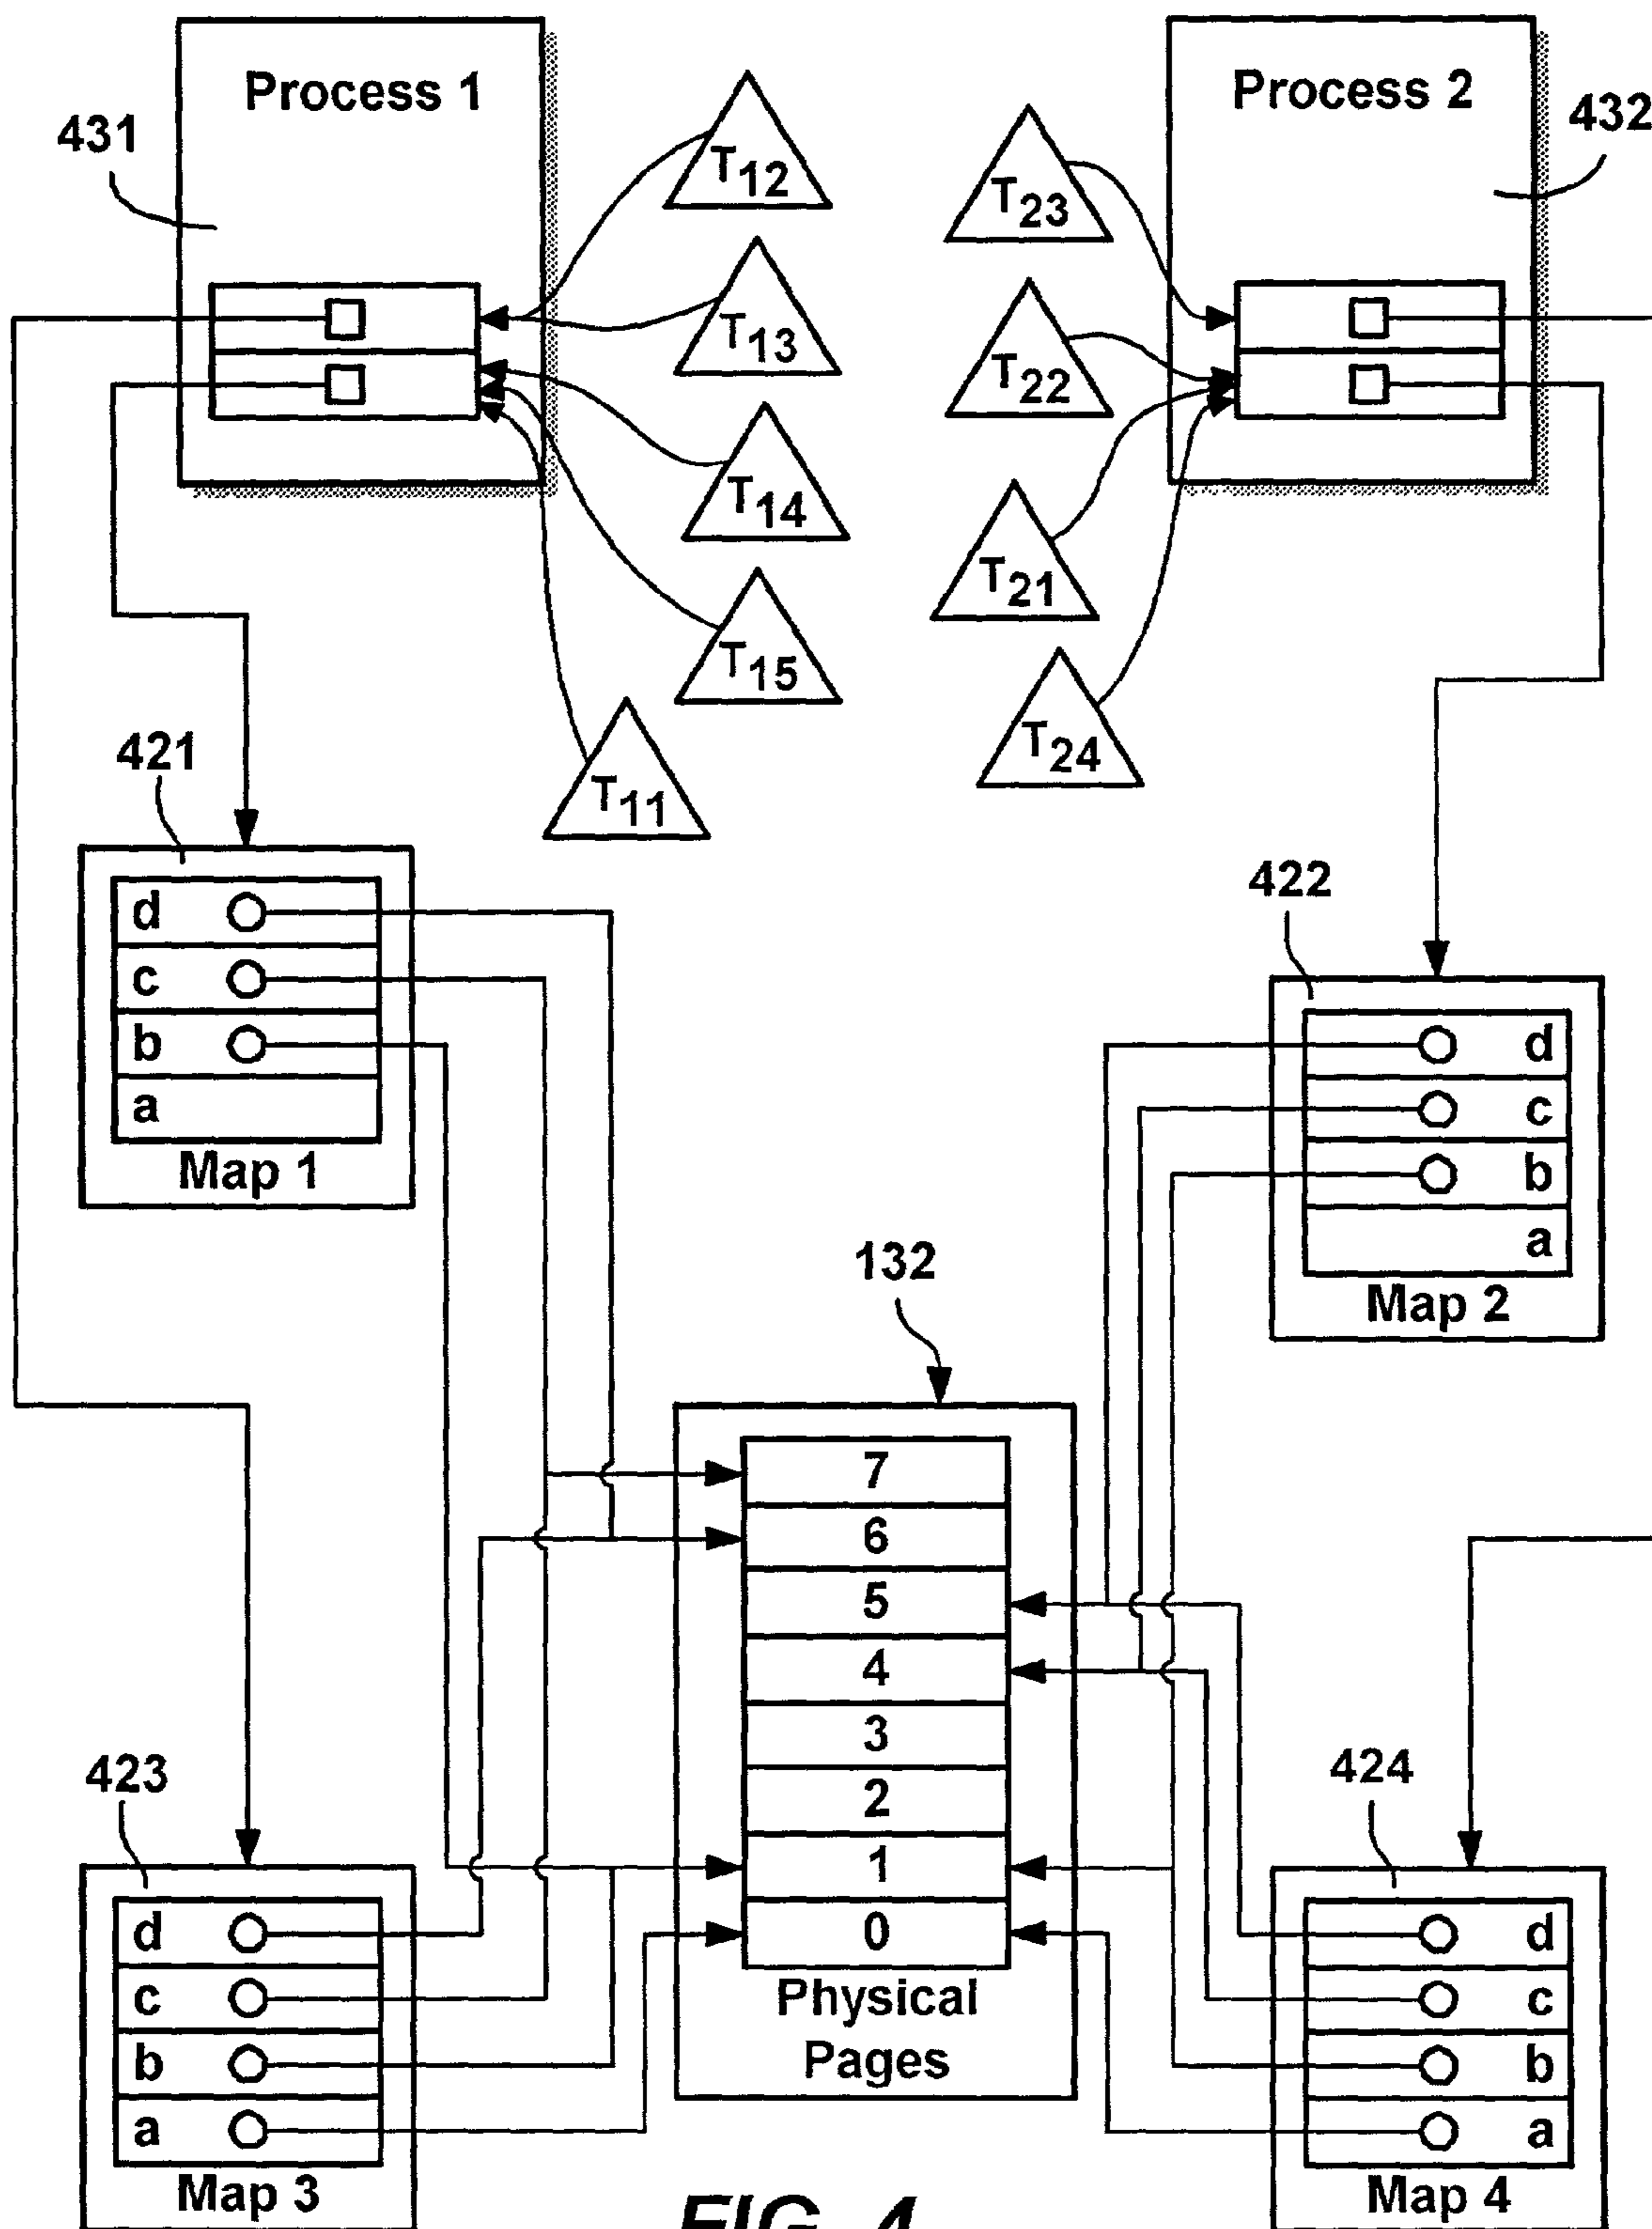 Process 1
Process 2
431
432
T12
T23
T13
T22
T14
T21
T15
T24
T11
421
d
c
b
a
Map 1
422
d
c
b
a
Map 2
132
7
6
5
4
3
2
1
0
Physical
Pages
423
d
c
b
a
Map 3
424
d
c
b
a
Map 4
FIG. 4